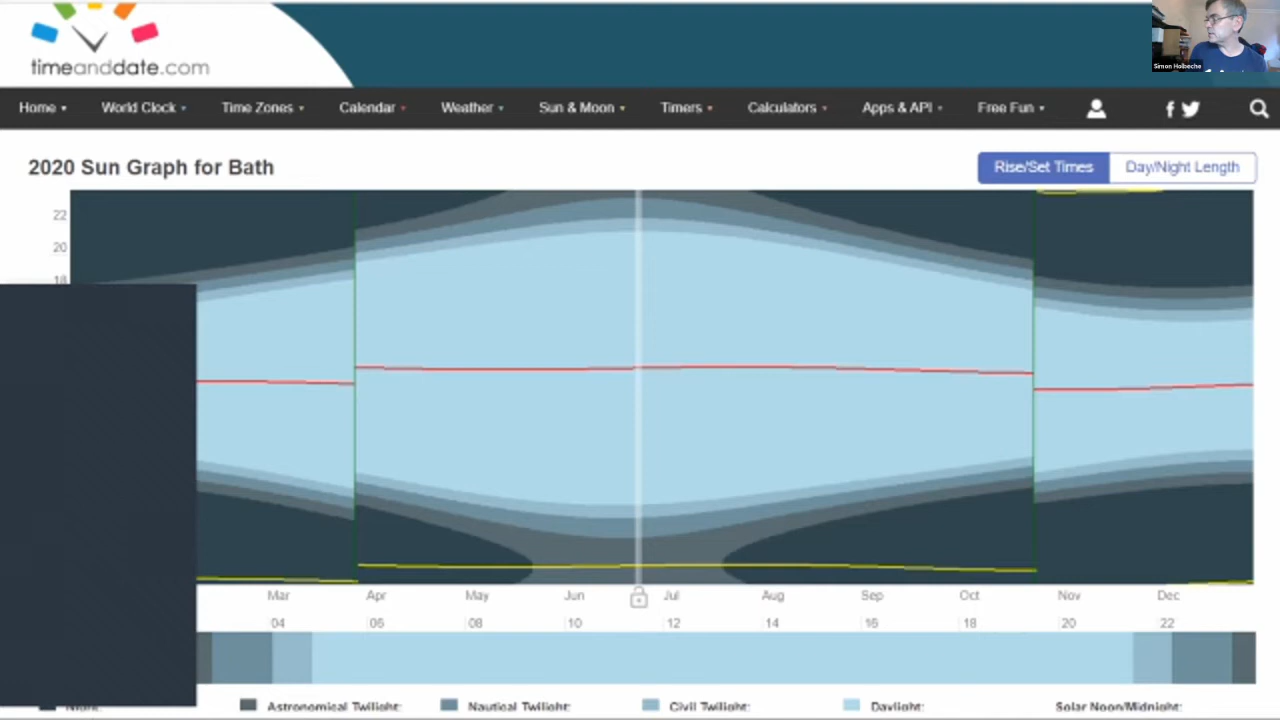 timeanddate.com
Simon Holbeche
Home World Clock Time Zones Calendar Weather Sun & Moon Timers Calculators Apps & API Free Fun
2020 Sun Graph for Bath
Rise/Set Times Day/Night Length
22
20
18
Mar Apr May Jun Jul Aug Sep Oct Nov Dec
04 06 08 10 12 14 16 18 20 22
Night: Astronomical Twilight: Nautical Twilight: Civil Twilight: Daylight: Solar Noon/Midnight: